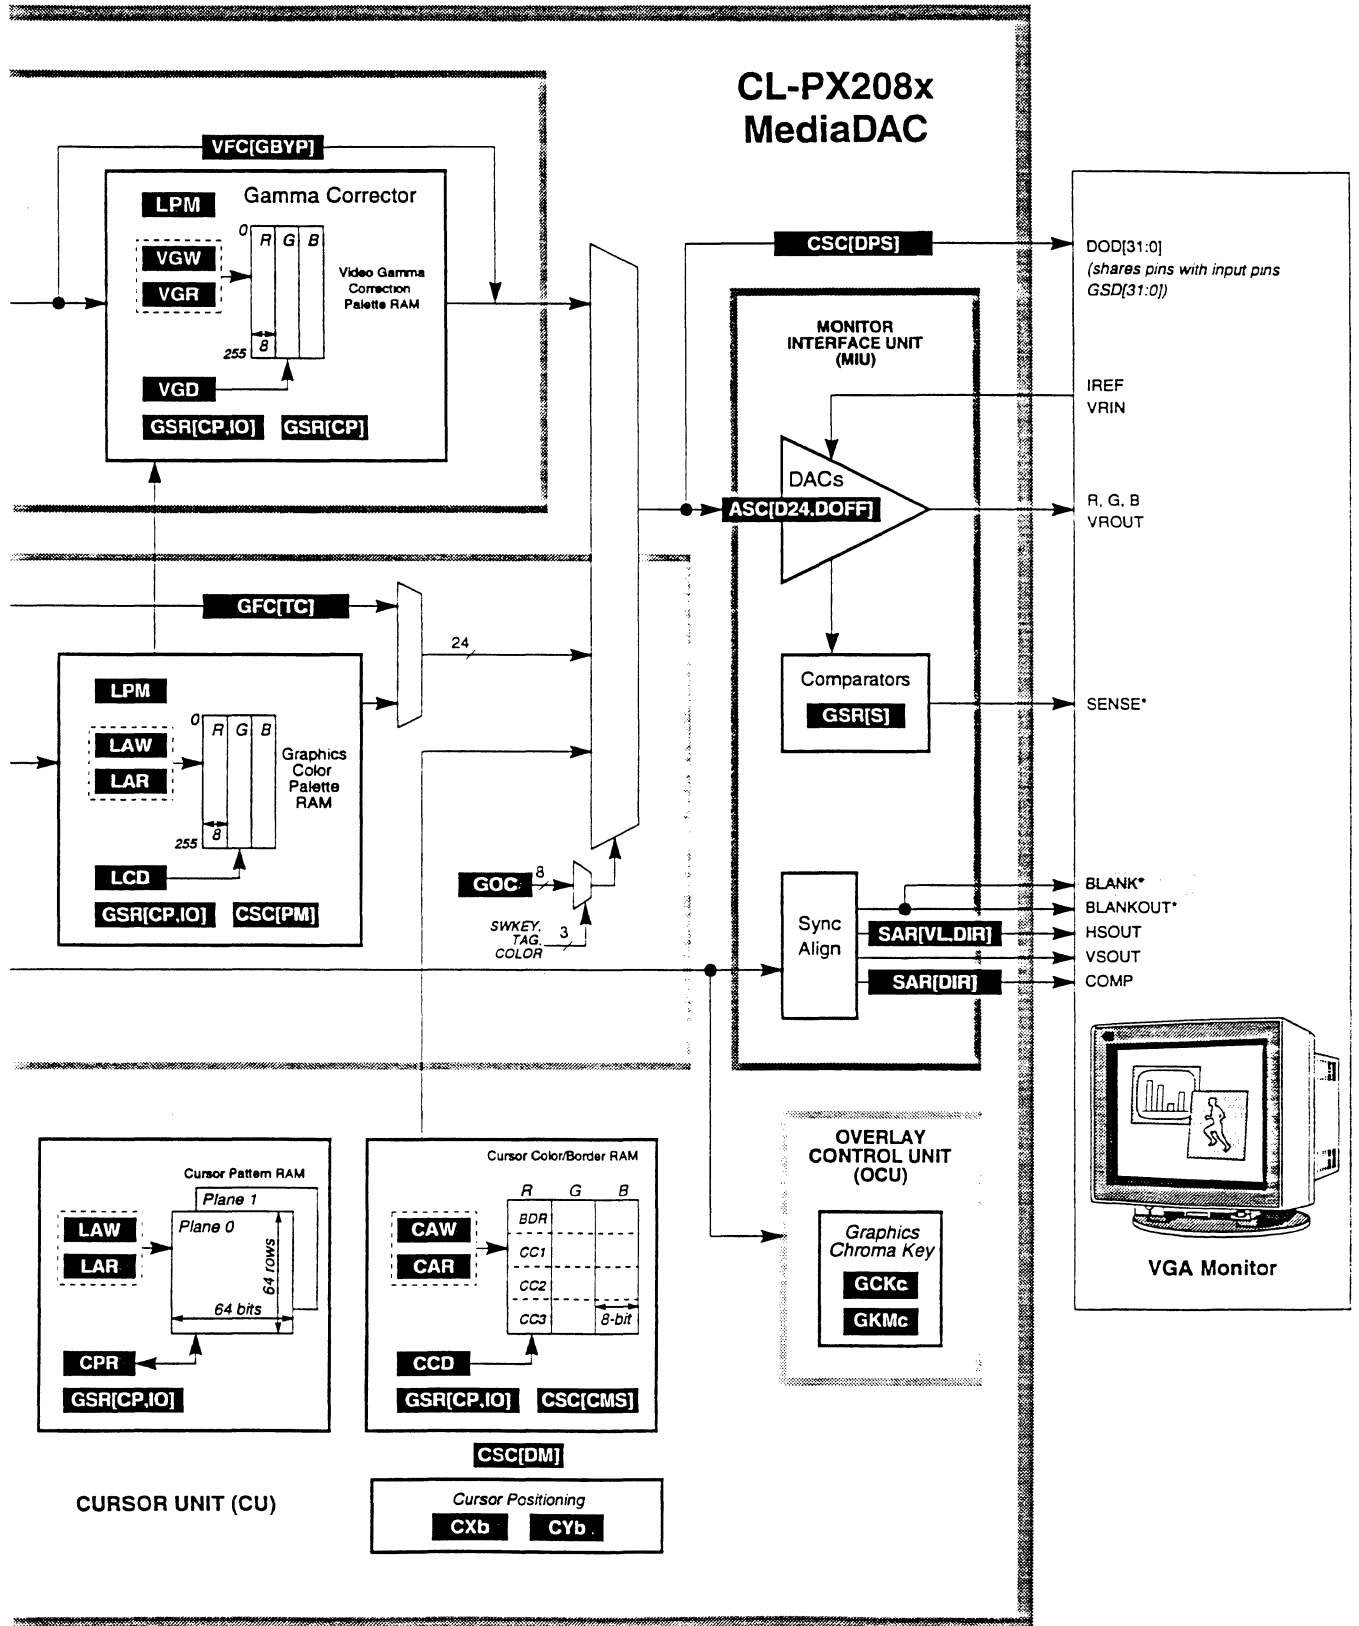 CL-PX208x
MediaDAC
VFC[GBYP]
LPM
Gamma Corrector
VGW
VGR
0
R G B
Video Gamma
Correction
Palette RAM
8
255
VGD
GSR[CP,IO] GSR[CP]
CSC[DPS]
DOD[31:0]
(shares pins with input pins
GSD[31:0])
MONITOR
INTERFACE UNIT
(MIU)
IREF
VRIN
DACs
ASC[D24,DOFF]
R, G, B
VROUT
GFC[TC]
24
Comparators
GSR[S]
SENSE*
LPM
LAW
LAR
0
R G B
Graphics
Color
Palette
RAM
8
255
LCD
GSR[CP,IO] CSC[PM]
GOC
8
SWKEY,
TAG,
COLOR
3
Sync
Align
SAR[VL,DIR]
SAR[DIR]
BLANK*
BLANKOUT*
HSOUT
VSOUT
COMP
VGA Monitor
OVERLAY
CONTROL UNIT
(OCU)
Graphics
Chroma Key
GCKc
GKMc
Cursor Pattern RAM
Plane 1
Plane 0
LAW
LAR
64 rows
64 bits
CPR
GSR[CP,IO]
Cursor Color/Border RAM
R G B
CAW
CAR
BDR
CC1
CC2
CC3
8-bit
CCD
GSR[CP,IO] CSC[CMS]
CSC[DM]
CURSOR UNIT (CU)
Cursor Positioning
CXb CYb